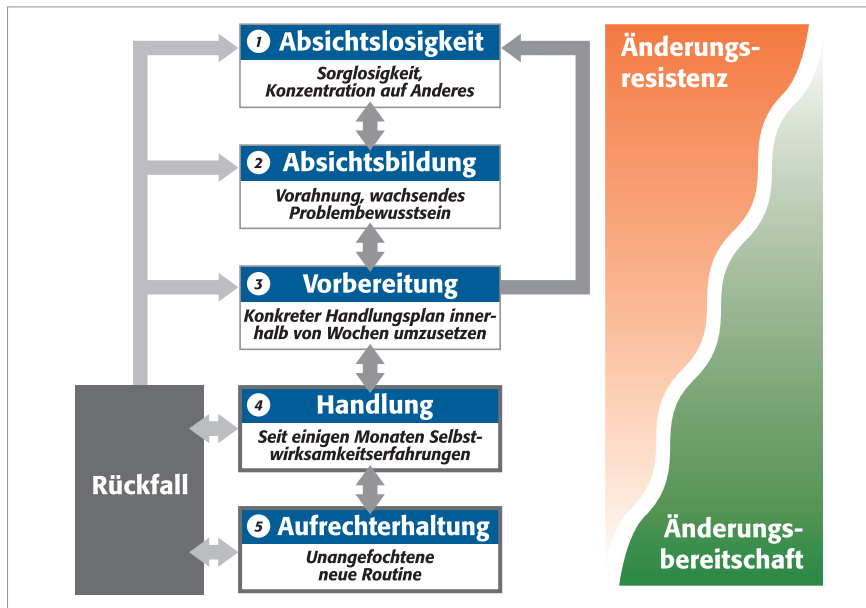 1 Absichtslosigkeit
Sorglosigkeit,
Konzentration auf Anderes
2 Absichtsbildung
Vorahnung, wachsendes
Problembewusstsein
3 Vorbereitung
Konkreter Handlungsplan inner-
halb von Wochen umzusetzen
4 Handlung
Seit einigen Monaten Selbst-
wirksamkeitserfahrungen
5 Aufrechterhaltung
Unangefochtene
neue Routine
Rückfall
Änderungs-
resistenz
Änderungs-
bereitschaft